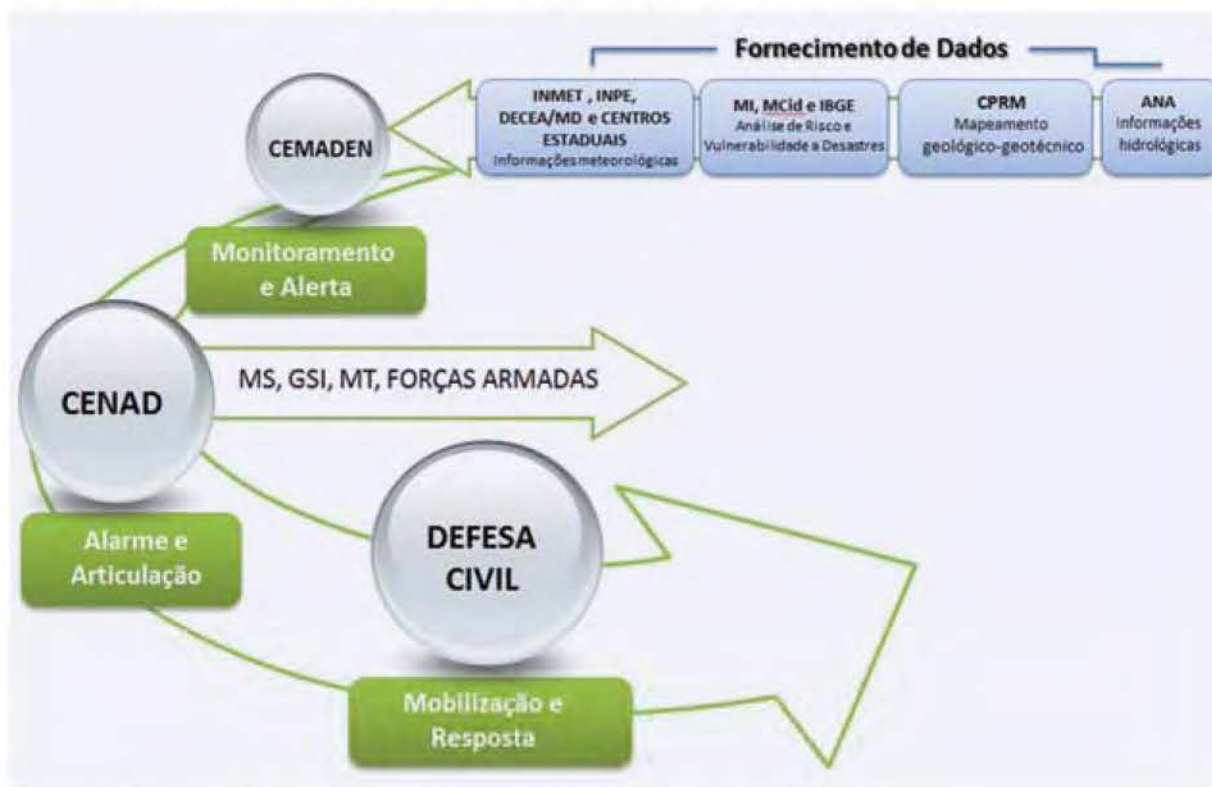 Fornecimento de Dados
INMET , INPE,
DECEA/MD e CENTROS
ESTADUAIS
Informações meteorológicas
MI, MCid e IBGE
Análise de Risco e
Vulnerabilidade a Desastres
CPRM
Mapeamento
geológico-geotécnico
ANA
Informações
hidrológicas
CEMADEN
Monitoramento
e Alerta
CENAD
MS, GSI, MT, FORÇAS ARMADAS
Alarme e
Articulação
DEFESA
CIVIL
Mobilização e
Resposta